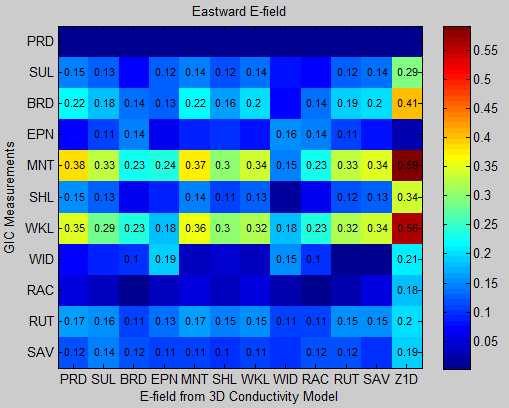 Eastward E-field
GIC Measurements
PRD
SUL 0.15 0.13 0.12 0.14 0.12 0.14 0.12 0.14 0.29
BRD 0.22 0.18 0.14 0.13 0.22 0.16 0.2 0.14 0.19 0.2 0.41
EPN 0.11 0.14 0.16 0.14 0.11
MNT 0.38 0.33 0.23 0.24 0.37 0.3 0.34 0.15 0.23 0.33 0.34 0.59
SHL 0.15 0.13 0.14 0.11 0.13 0.12 0.13 0.34
WKL 0.35 0.29 0.23 0.18 0.36 0.3 0.32 0.18 0.23 0.32 0.34 0.56
WID 0.1 0.19 0.15 0.1 0.21
RAC 0.18
RUT 0.17 0.16 0.11 0.13 0.17 0.15 0.15 0.11 0.11 0.15 0.15 0.2
SAV 0.12 0.14 0.12 0.11 0.11 0.1 0.11 0.12 0.12 0.19
PRD SUL BRD EPN MNT SHL WKL WID RAC RUT SAV Z1D
E-field from 3D Conductivity Model
0.55
0.5
0.45
0.4
0.35
0.3
0.25
0.2
0.15
0.1
0.05